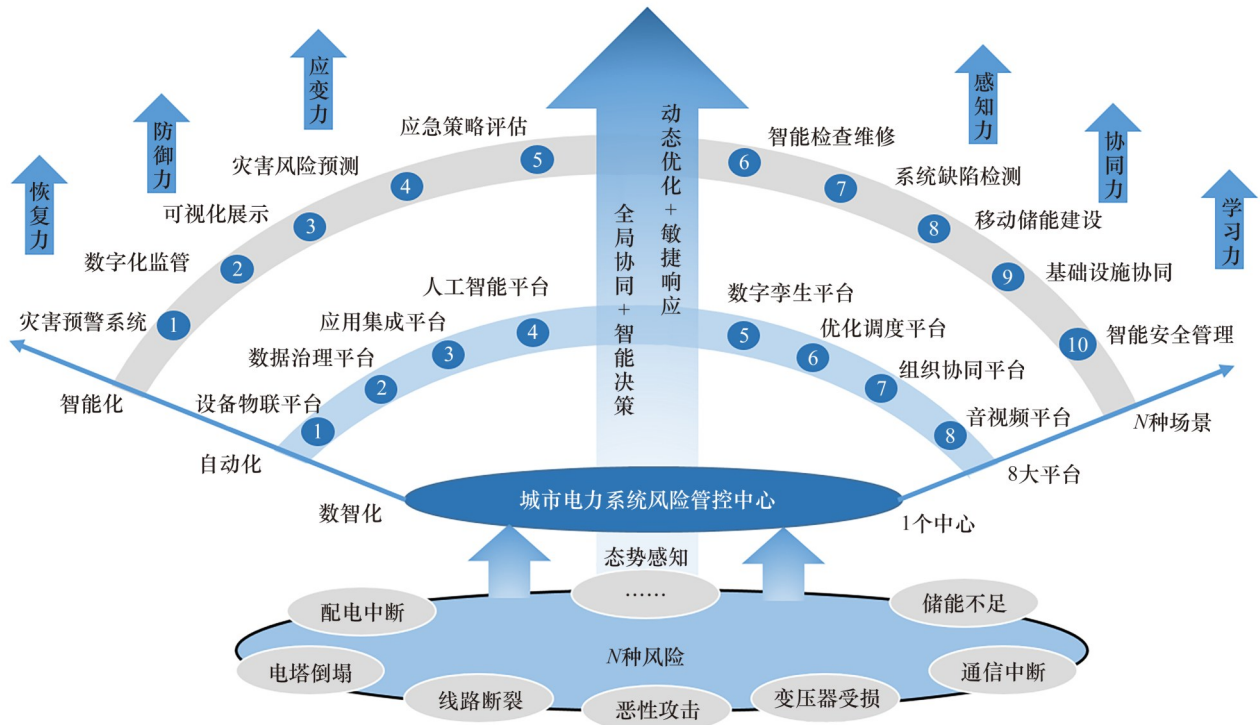 恢复力
防御力
应变力
感知力
协同力
学习力
动态优化+敏捷响应
全局协同+智能决策
灾害预警系统
1
数字化监管
2
可视化展示
3
灾害风险预测
4
应急策略评估
5
智能检查维修
6
系统缺陷检测
7
移动储能建设
8
基础设施协同
9
智能安全管理
10
设备物联平台
1
数据治理平台
2
应用集成平台
3
人工智能平台
4
数字孪生平台
5
优化调度平台
6
组织协同平台
7
音视频平台
8
智能化
自动化
数智化
N种场景
8大平台
1个中心
城市电力系统风险管控中心
态势感知
配电中断
……
储能不足
电塔倒塌
N种风险
通信中断
线路断裂
恶性攻击
变压器受损